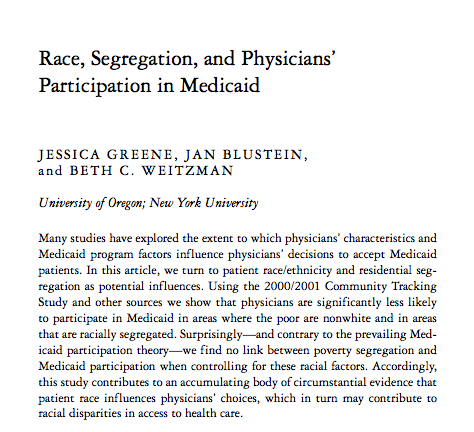 Race, Segregation, and Physicians'
Participation in Medicaid
JESSICA GREENE, JAN BLUSTEIN,
and BETH C. WEITZMAN
University of Oregon; New York University
Many studies have explored the extent to which physicians' characteristics and
Medicaid program factors influence physicians' decisions to accept Medicaid
patients. In this article, we turn to patient race/ethnicity and residential seg-
regation as potential influences. Using the 2000/2001 Community Tracking
Study and other sources we show that physicians are significantly less likely
to participate in Medicaid in areas where the poor are nonwhite and in areas
that are racially segregated. Surprisingly—and contrary to the prevailing Med-
icaid participation theory—we find no link between poverty segregation and
Medicaid participation when controlling for these racial factors. Accordingly,
this study contributes to an accumulating body of circumstantial evidence that
patient race influences physicians' choices, which in turn may contribute to
racial disparities in access to health care.